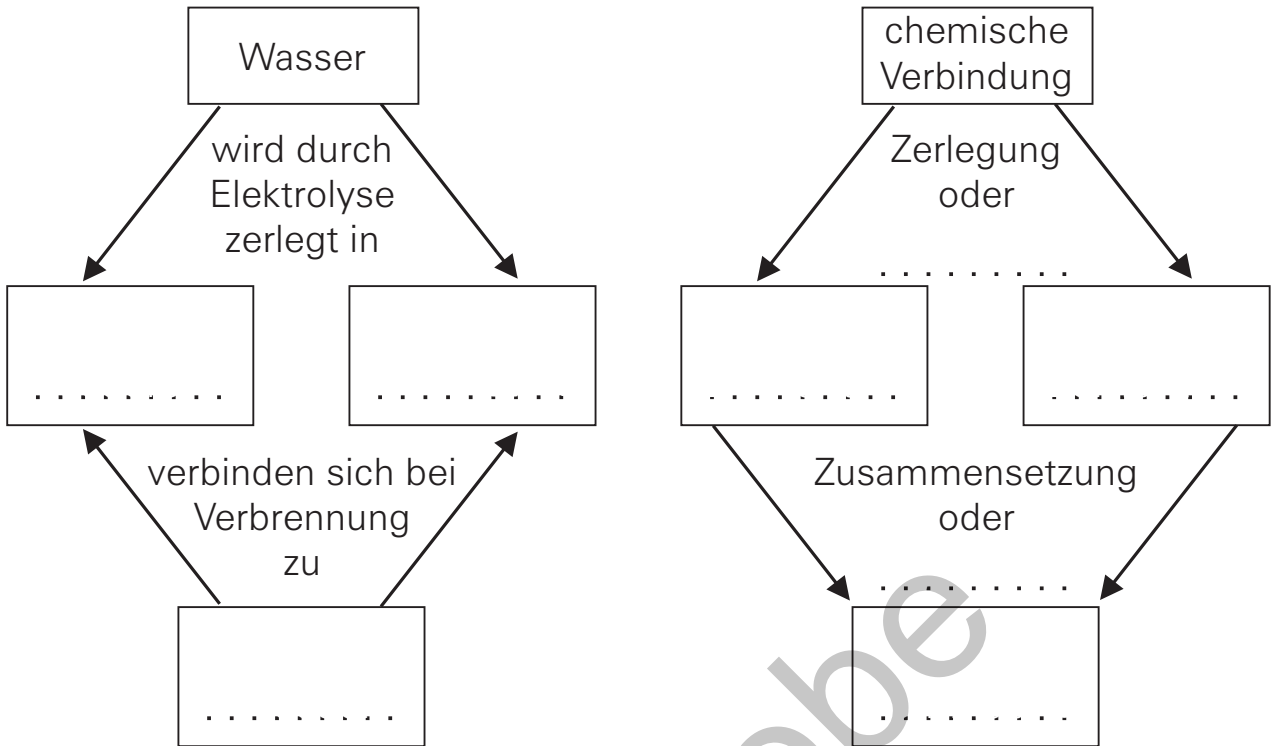 Wasser
wird durch
Elektrolyse
zerlegt in
. . . . . . . . .
. . . . . . . . .
verbinden sich bei
Verbrennung
zu
. . . . . . . . .
chemische
Verbindung
Zerlegung
oder
. . . . . . . . .
. . . . . . . . .
. . . . . . . . .
Zusammensetzung
oder
. . . . . . . . .
. . . . . . . . .